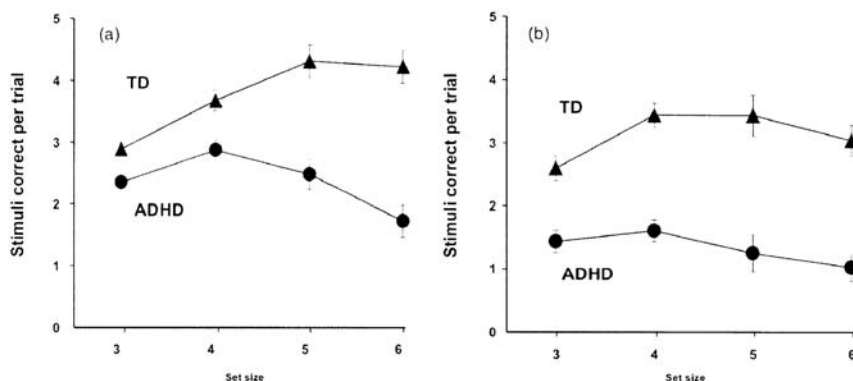 (a)
Stimuli correct per trial
5
4
3
2
1
0
TD
ADHD
3 4 5 6
Set size
(b)
Stimuli correct per trial
5
4
3
2
1
0
TD
ADHD
3 4 5 6
Set size